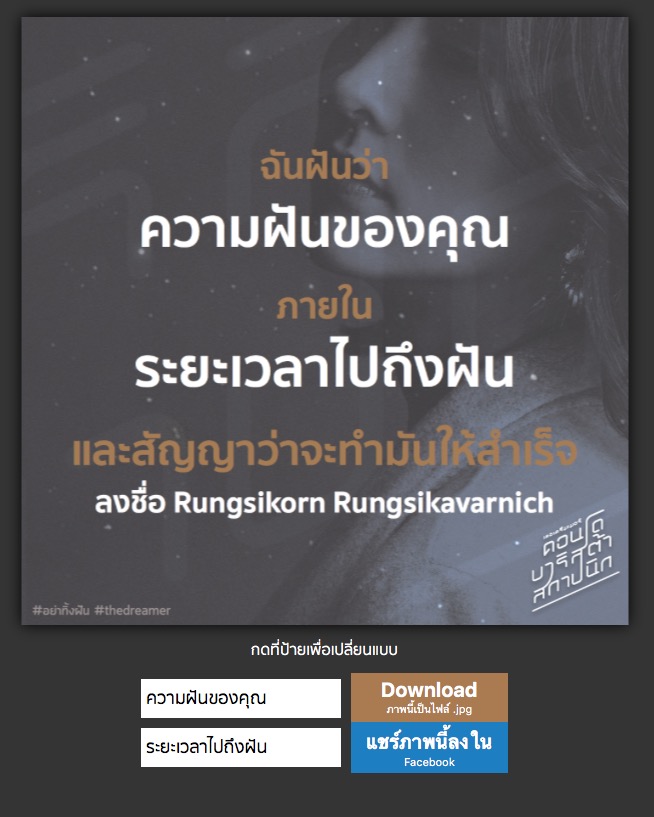 ฉันฝันว่า
ความฝันของคุณ
ภายใน
ระยะเวลาไปถึงฝัน
และสัญญาว่าจะทำมันให้สำเร็จ
ลงชื่อ Rungsikorn Rungsikavarnich
คอนโด
บาริสต้า
สถาปนิก
#อย่าทิ้งฝัน #thedreamer
กดที่ป้ายเพื่อเปลี่ยนแบบ
ความฝันของคุณ
Download
ภาพนี้เป็นไฟล์ .jpg
ระยะเวลาไปถึงฝัน
แชร์ภาพนี้ลงใน
Facebook